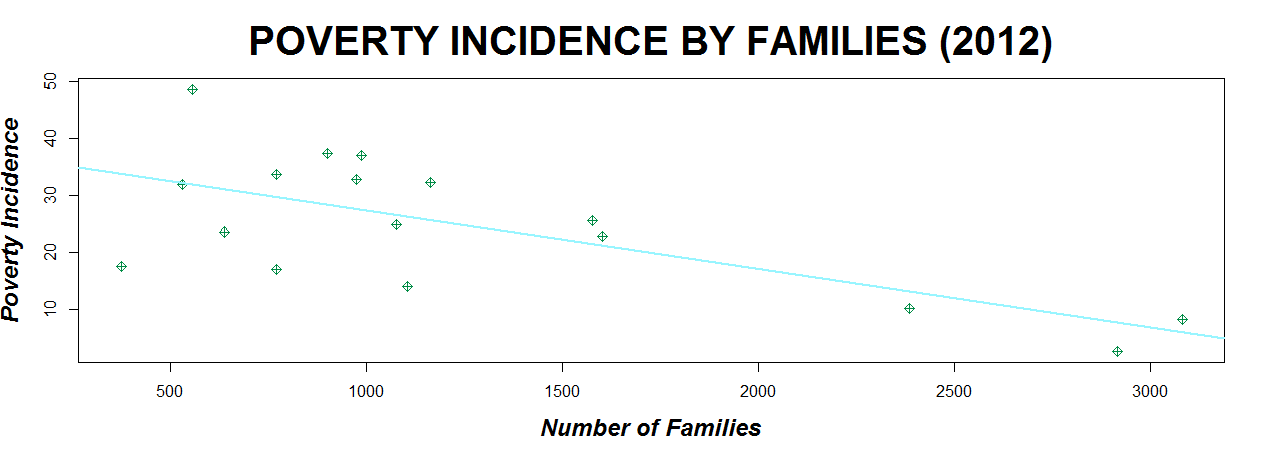 POVERTY INCIDENCE BY FAMILIES (2012)
Poverty Incidence
50
40
30
20
10
500 1000 1500 2000 2500 3000
Number of Families